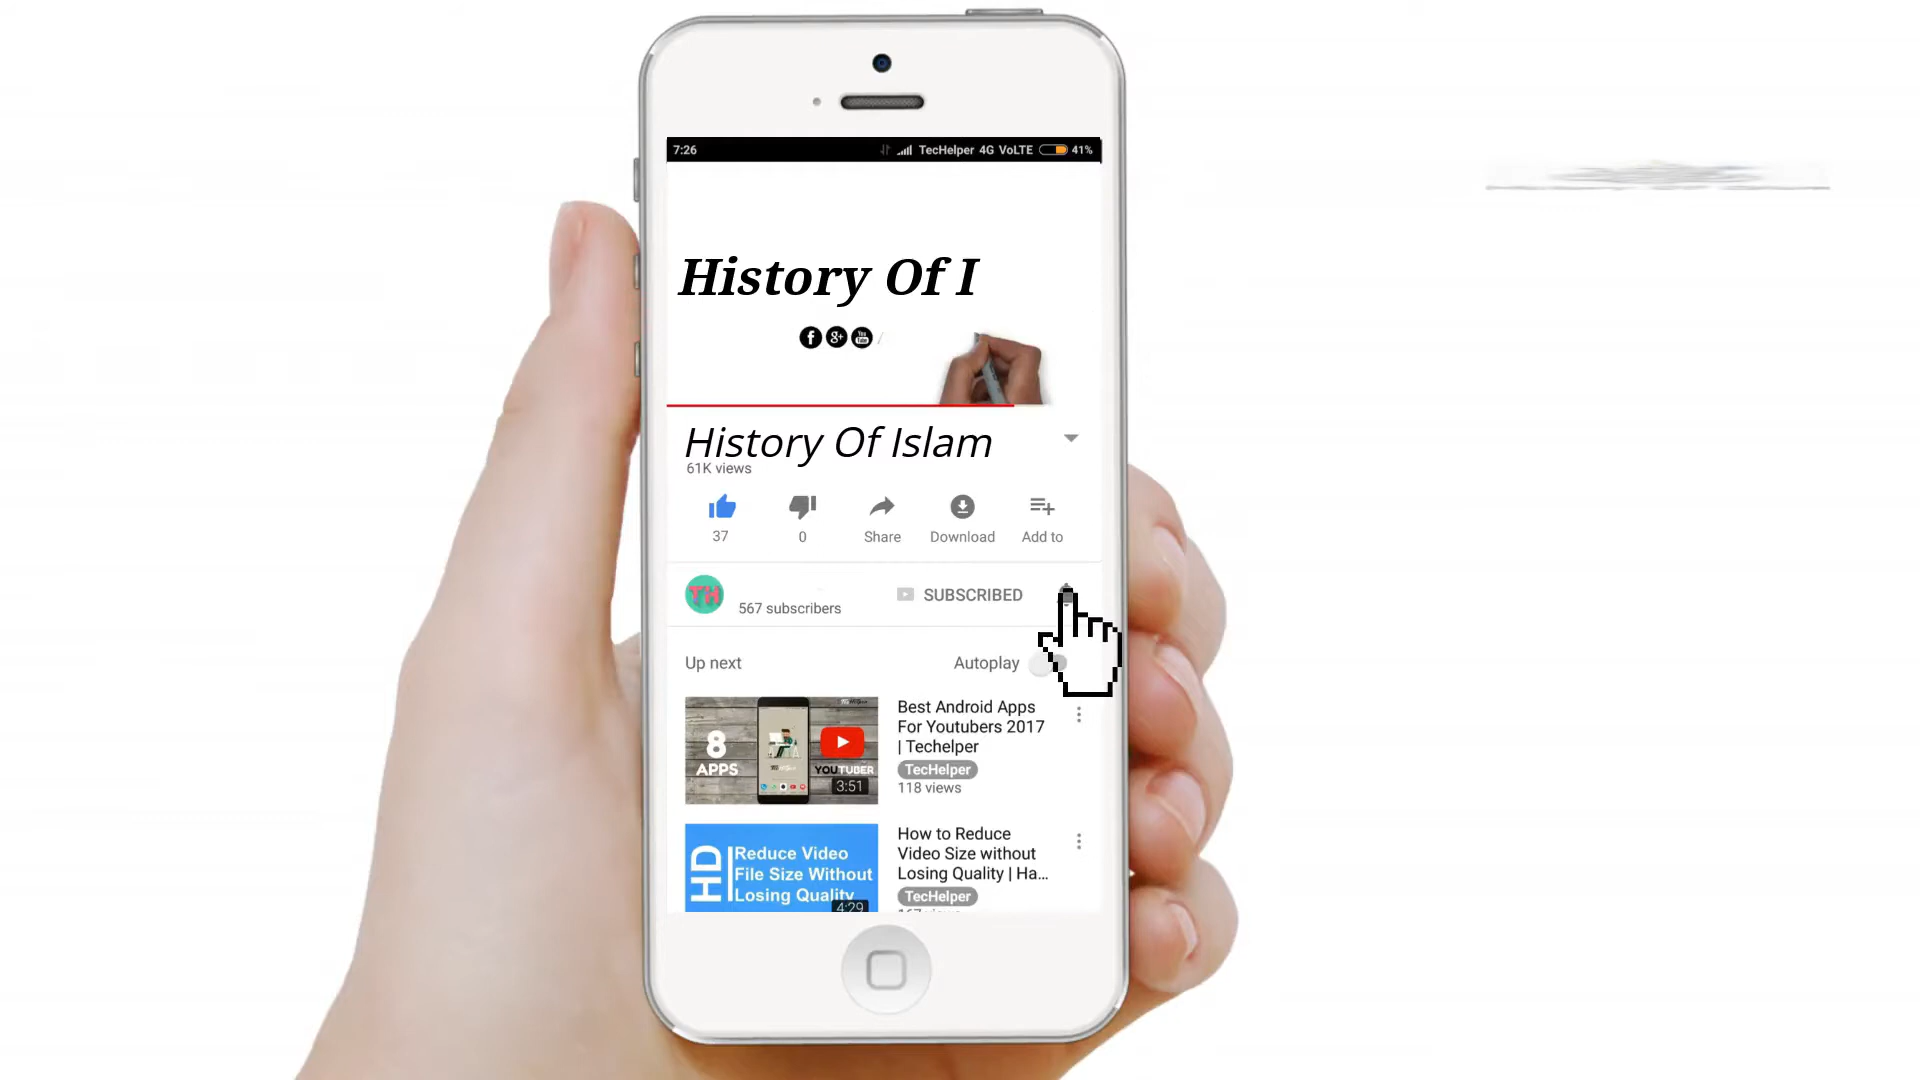 7:26 TecHelper 4G VoLTE 41%
History Of I
f g+ You Tube
History Of Islam
61K views
37 0 Share Download Add to
TH
567 subscribers
SUBSCRIBED
Up next Autoplay
8
APPS
YOUTUBER
3:51
Best Android Apps
For Youtubers 2017
| Techelper
TecHelper
118 views
HD
Reduce Video
File Size Without
Losing Quality
4:29
How to Reduce
Video Size without
Losing Quality | Ha...
TecHelper